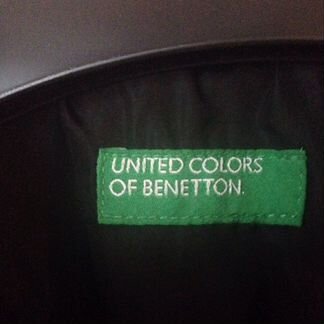 UNITED COLORS
OF BENETTON.